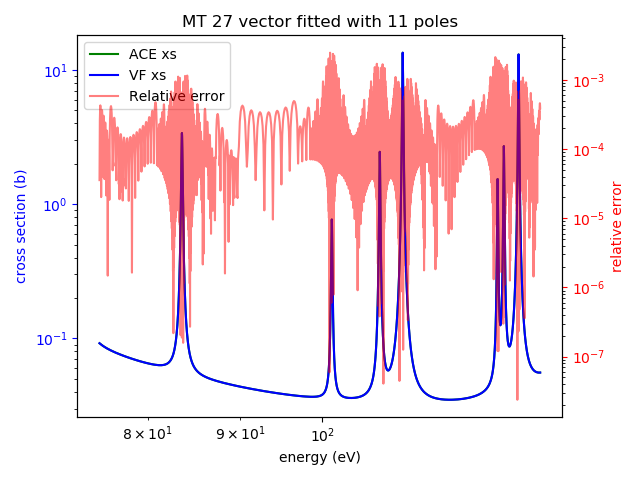 MT 27 vector fitted with 11 poles
ACE xs
VF xs
Relative error
10¹
10⁰
10⁻¹
cross section (b)
10⁻³
10⁻⁴
10⁻⁵
10⁻⁶
10⁻⁷
relative error
8 × 10¹
9 × 10¹
10²
energy (eV)